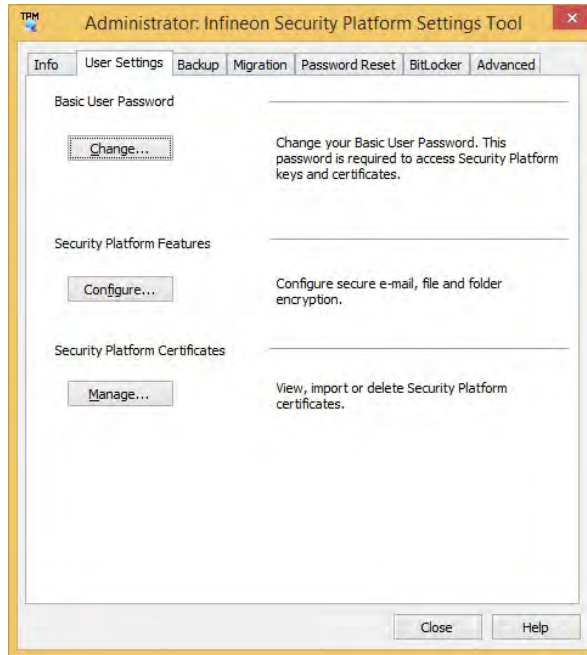 TPM
Administrator: Infineon Security Platform Settings Tool
Info User Settings Backup Migration Password Reset BitLocker Advanced
Basic User Password
Change...
Change your Basic User Password. This
password is required to access Security Platform
keys and certificates.
Security Platform Features
Configure...
Configure secure e-mail, file and folder
encryption.
Security Platform Certificates
Manage...
View, import or delete Security Platform
certificates.
Close Help